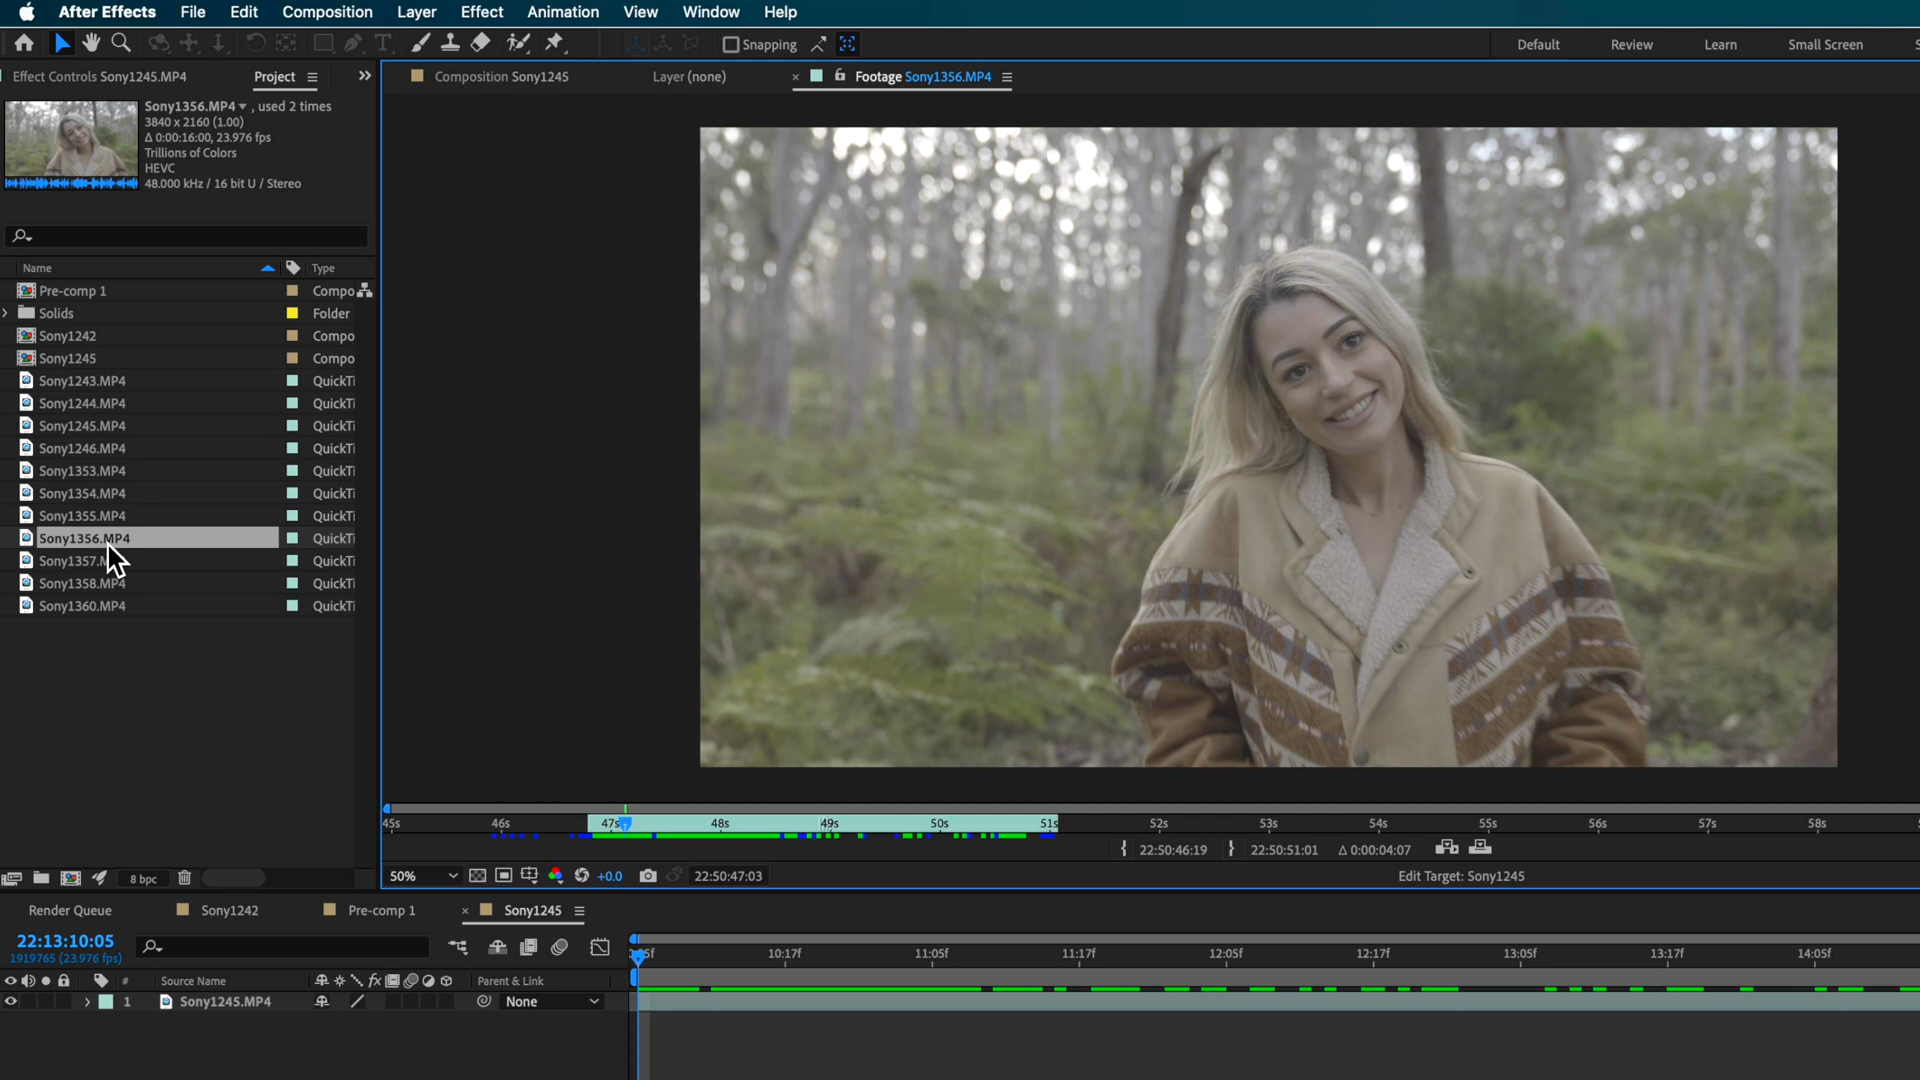 After Effects File Edit Composition Layer Effect Animation View Window Help
Snapping
Default Review Learn Small Screen S
Effect Controls Sony1245.MP4 Project
Composition Sony1245 Layer (none) × Footage Sony1356.MP4
Sony1356.MP4 , used 2 times
3840 x 2160 (1.00)
Δ 0:00:16:00, 23.976 fps
Trillions of Colors
HEVC
48.000 kHz / 16 bit U / Stereo
Name Type
Pre-comp 1 Compo
Solids Folder
Sony1242 Compo
Sony1245 Compo
Sony1243.MP4 QuickTi
Sony1244.MP4 QuickTi
Sony1245.MP4 QuickTi
Sony1246.MP4 QuickTi
Sony1353.MP4 QuickTi
Sony1354.MP4 QuickTi
Sony1355.MP4 QuickTi
Sony1356.MP4 QuickTi
Sony1357.M QuickTi
Sony1358.MP4 QuickTi
Sony1360.MP4 QuickTi
45s 46s 47s 48s 49s 50s 51s 52s 53s 54s 55s 56s 57s 58s
22:50:46:19 22:50:51:01 Δ 0:00:04:07
8 bpc
50% +0.0 22:50:47:03 Edit Target: Sony1245
Render Queue Sony1242 Pre-comp 1 × Sony1245
22:13:10:05
1919765 (23.976 fps)
10:17f 11:05f 11:17f 12:05f 12:17f 13:05f 13:17f 14:05f
# Source Name fx Parent & Link
1 Sony1245.MP4 None